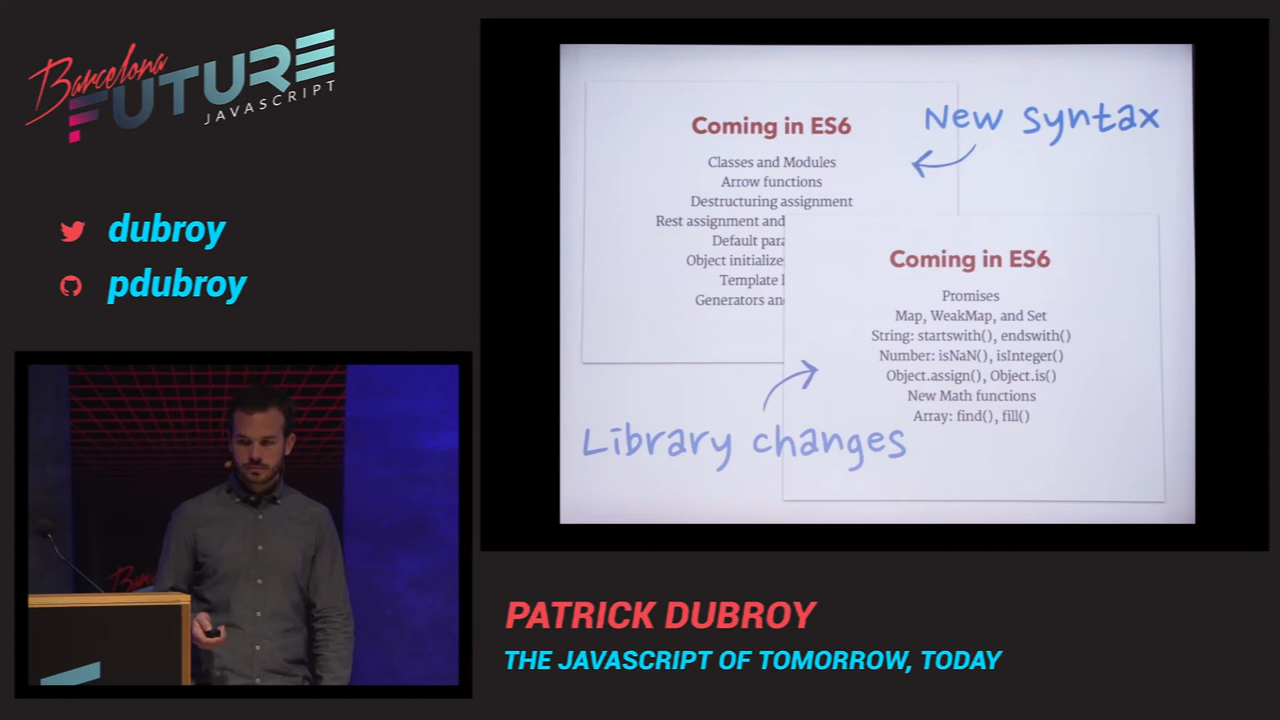 Barcelona
FUTURE
JAVASCRIPT
dubroy
pdubroy
Coming in ES6
New syntax
Classes and Modules
Arrow functions
Destructuring assignment
Rest assignment and
Default para
Object initialize
Template
Generators an
Coming in ES6
Promises
Map, WeakMap, and Set
String: startswith(), endswith()
Number: isNaN(), isInteger()
Object.assign(), Object.is()
New Math functions
Array: find(), fill()
Library changes
PATRICK DUBROY
THE JAVASCRIPT OF TOMORROW, TODAY